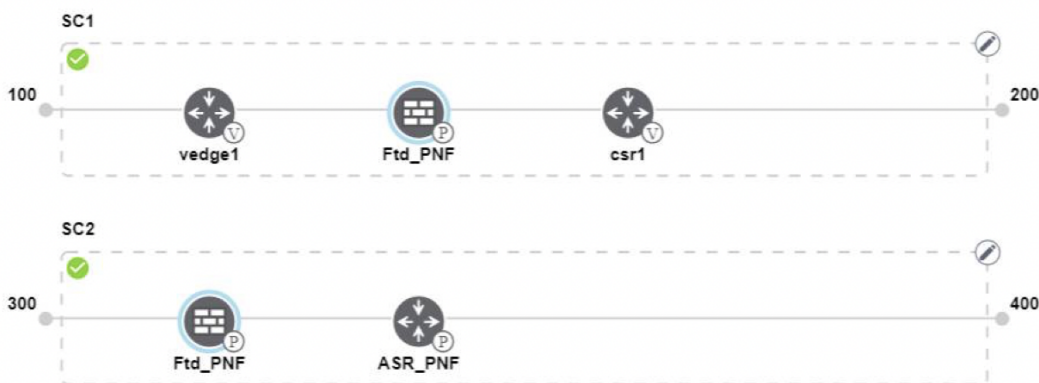 SC1
100
200
V
P
V
vedge1
Ftd_PNF
csr1
SC2
300
400
P
P
Ftd_PNF
ASR_PNF